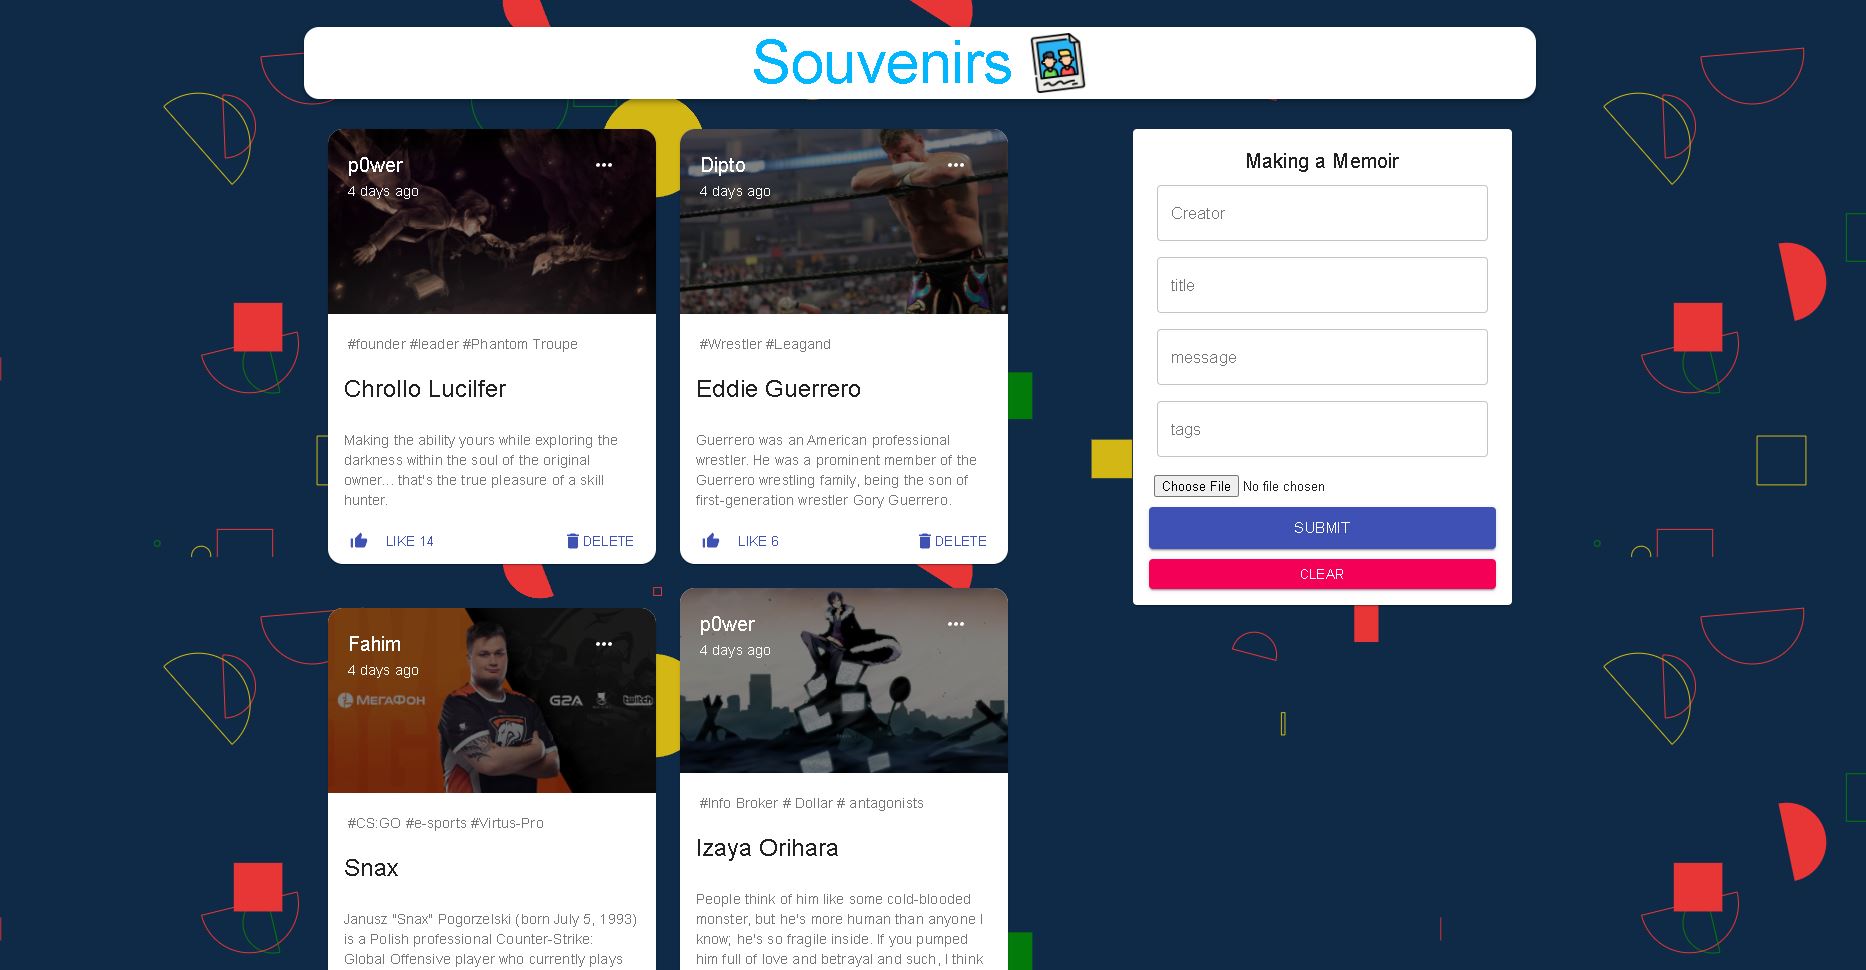 Souvenirs
p0wer
4 days ago
#founder #leader #Phantom Troupe
Chrollo Lucilfer
Making the ability yours while exploring the
darkness within the soul of the original
owner... that's the true pleasure of a skill
hunter.
LIKE 14
DELETE
Dipto
4 days ago
#Wrestler #Leagand
Eddie Guerrero
Guerrero was an American professional
wrestler. He was a prominent member of the
Guerrero wrestling family, being the son of
first-generation wrestler Gory Guerrero.
LIKE 6
DELETE
Fahim
4 days ago
МЕГАФОН
G2A
twitch
#CS:GO #e-sports #Virtus-Pro
Snax
Janusz "Snax" Pogorzelski (born July 5, 1993)
is a Polish professional Counter-Strike:
Global Offensive player who currently plays
p0wer
4 days ago
#Info Broker # Dollar # antagonists
Izaya Orihara
People think of him like some cold-blooded
monster, but he's more human than anyone I
know; he's so fragile inside. If you pumped
him full of love and betrayal and such, I think
Making a Memoir
Creator
title
message
tags
Choose File No file chosen
SUBMIT
CLEAR